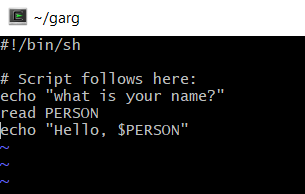 ~/garg
#!/bin/sh
# Script follows here:
echo "what is your name?"
read PERSON
echo "Hello, $PERSON"
~
~
~